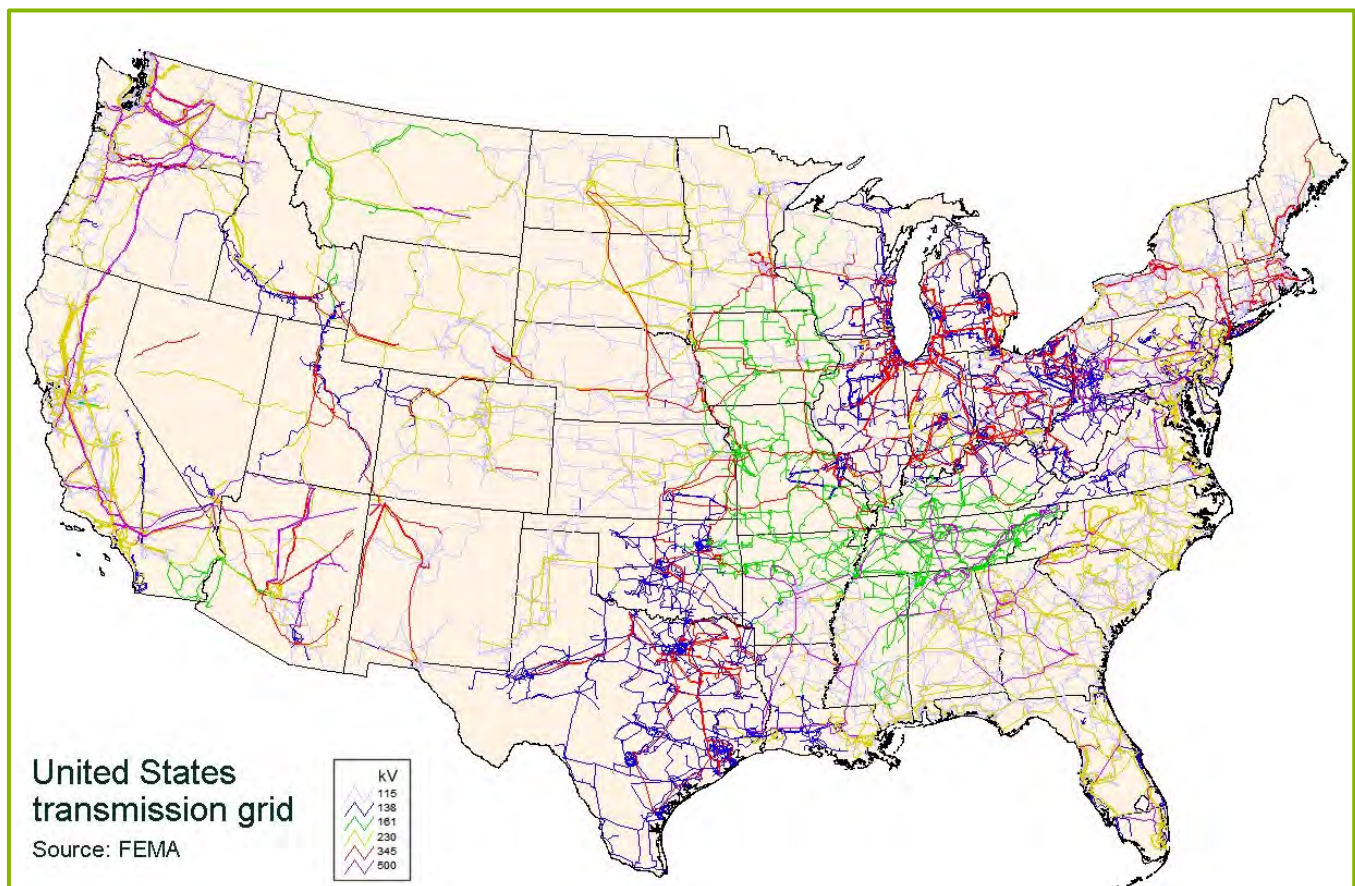 United States
transmission grid
Source: FEMA
kV
115
138
161
230
345
500